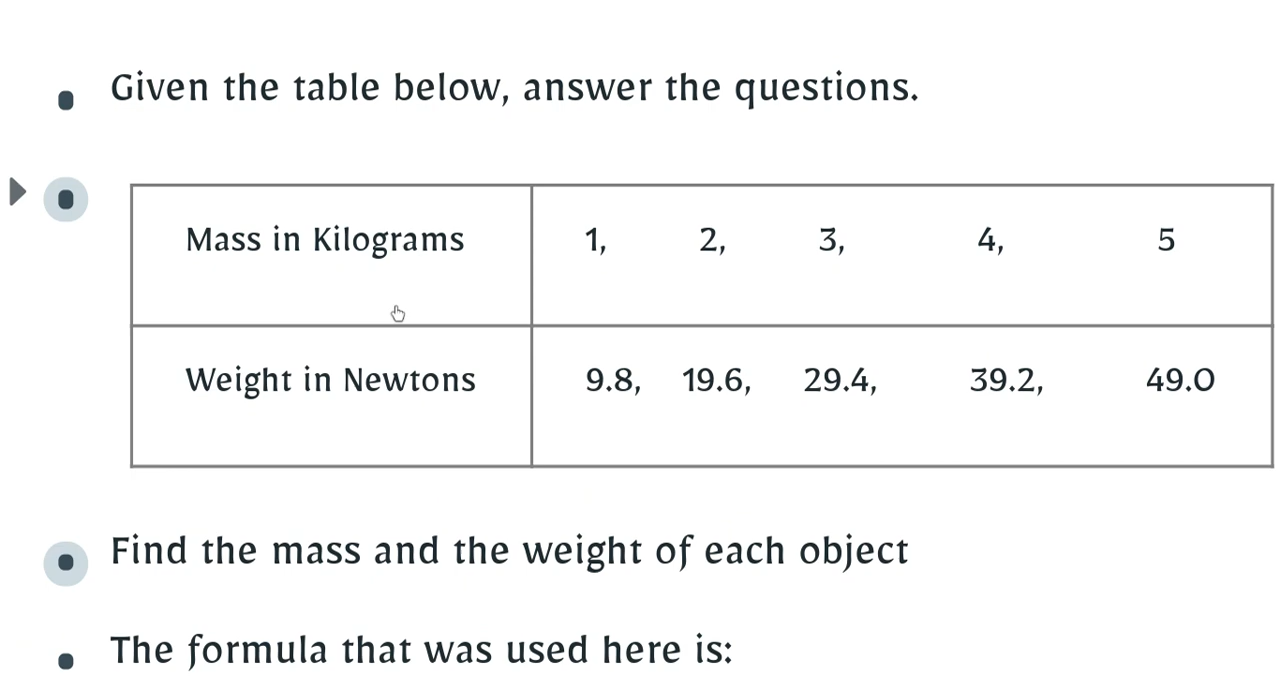 Given the table below, answer the questions.
Mass in Kilograms 1, 2, 3, 4, 5
Weight in Newtons 9.8, 19.6, 29.4, 39.2, 49.0
Find the mass and the weight of each object
The formula that was used here is: